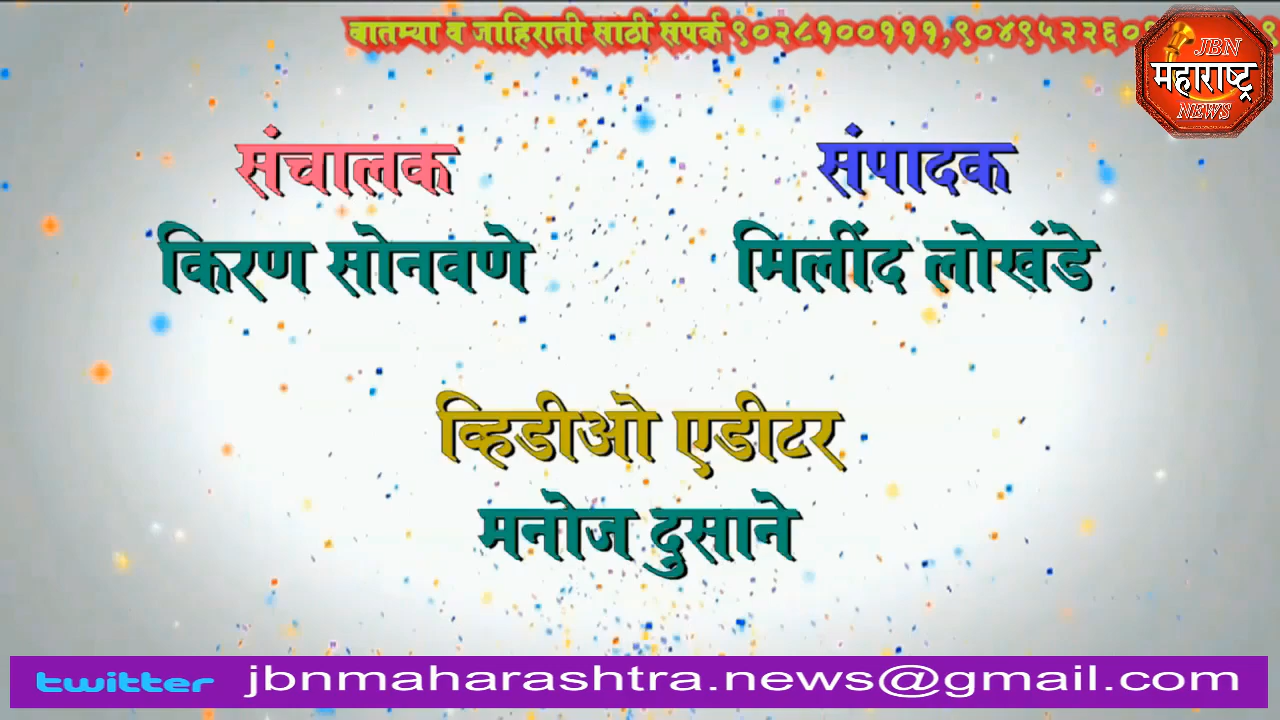 बातम्या व जाहिराती साठी संपर्क ९०२८१००१११,९०४९५२२६०
JBN
महाराष्ट्र
NEWS
संचालक
संपादक
किरण सोनवणे
मिलींद लोखंडे
व्हिडीओ एडीटर
मनोज दुसाने
twitter jbnmaharashtra.news@gmail.com